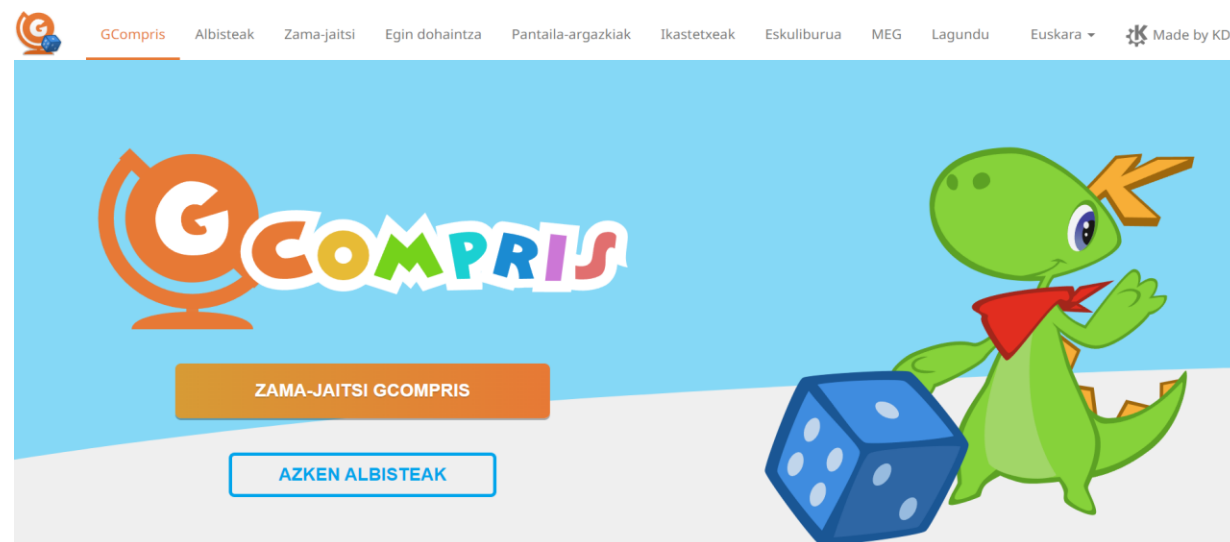 GCompris Albisteak Zama-jaitsi Egin dohaintza Pantaila-argazkiak Ikastetxeak Eskuliburua MEG Lagundu Euskara Made by KD
GCOMPRIS
ZAMA-JAITSI GCOMPRIS
AZKEN ALBISTEAK